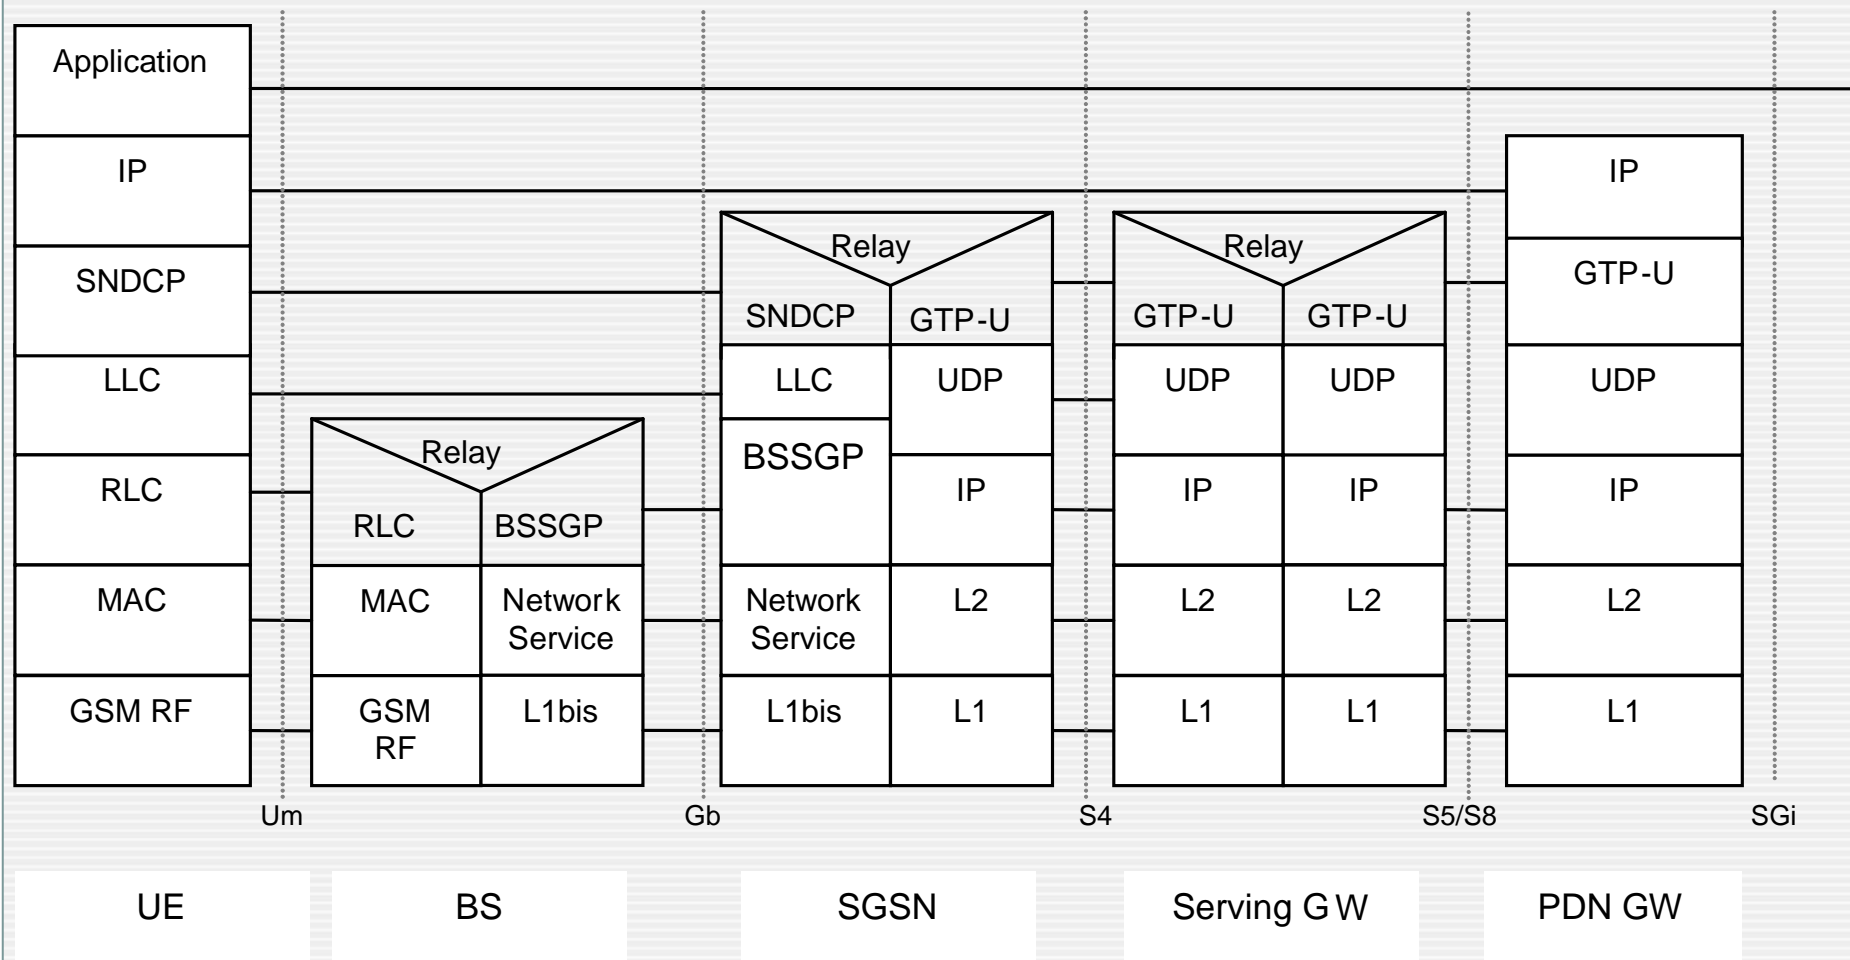 Application
IP
SNDCP
LLC
RLC
MAC
GSM RF
Relay
RLC
BSSGP
MAC
Network
Service
GSM
RF
L1bis
Relay
SNDCP
GTP-U
LLC
UDP
BSSGP
IP
Network
Service
L2
L1bis
L1
Relay
GTP-U
GTP-U
UDP
UDP
IP
IP
L2
L2
L1
L1
IP
GTP-U
UDP
IP
L2
L1
Um
Gb
S4
S5/S8
SGi
UE
BS
SGSN
Serving GW
PDN GW